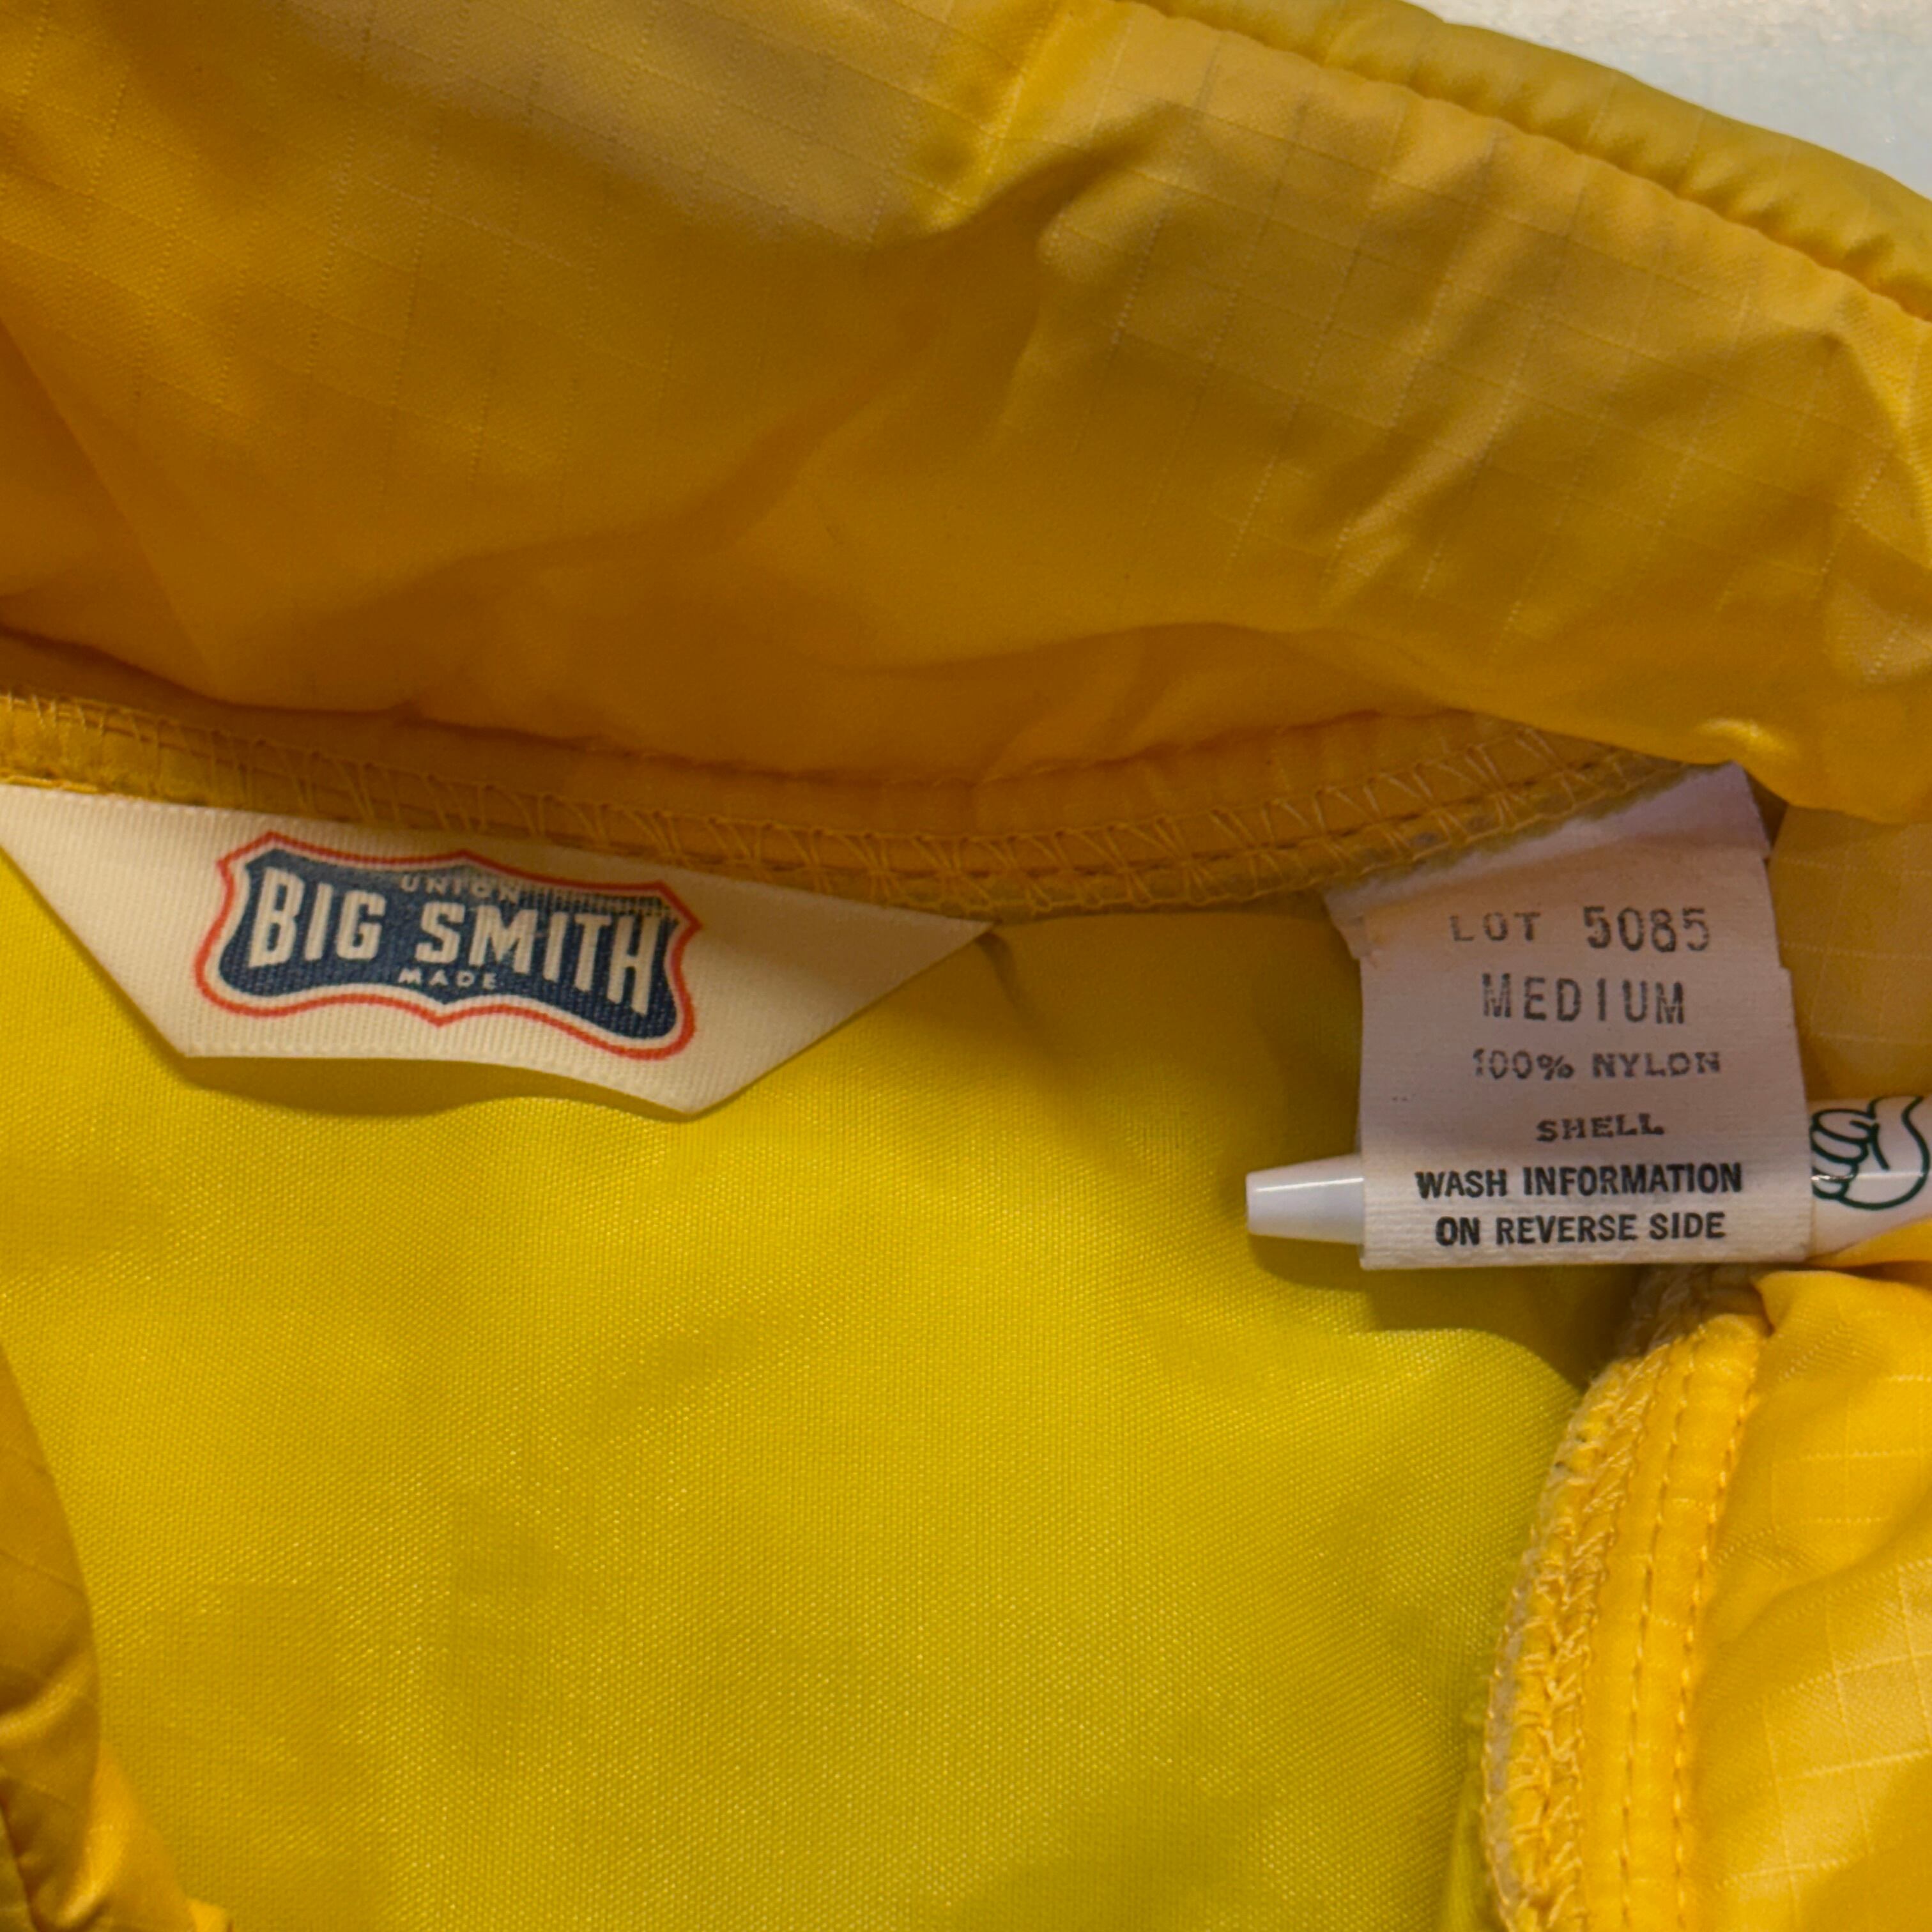 UNION
BIG SMITH
MADE
LOT 5085
MEDIUM
100% NYLON
SHELL
WASH INFORMATION
ON REVERSE SIDE